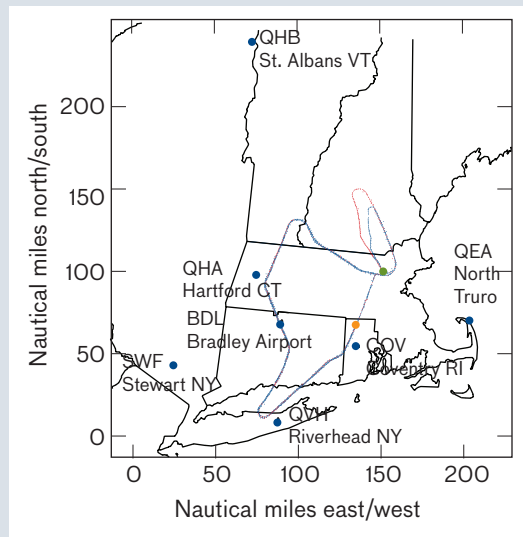 QHB
St. Albans VT
200
150
QEA
North
Truro
QHA
Hartford CT
100
BDL
Bradley Airport
50
COV
Coventry RI
SWF
Stewart NY
QVH
Riverhead NY
0
0
50
100
150
200
Nautical miles east/west
Nautical miles north/south